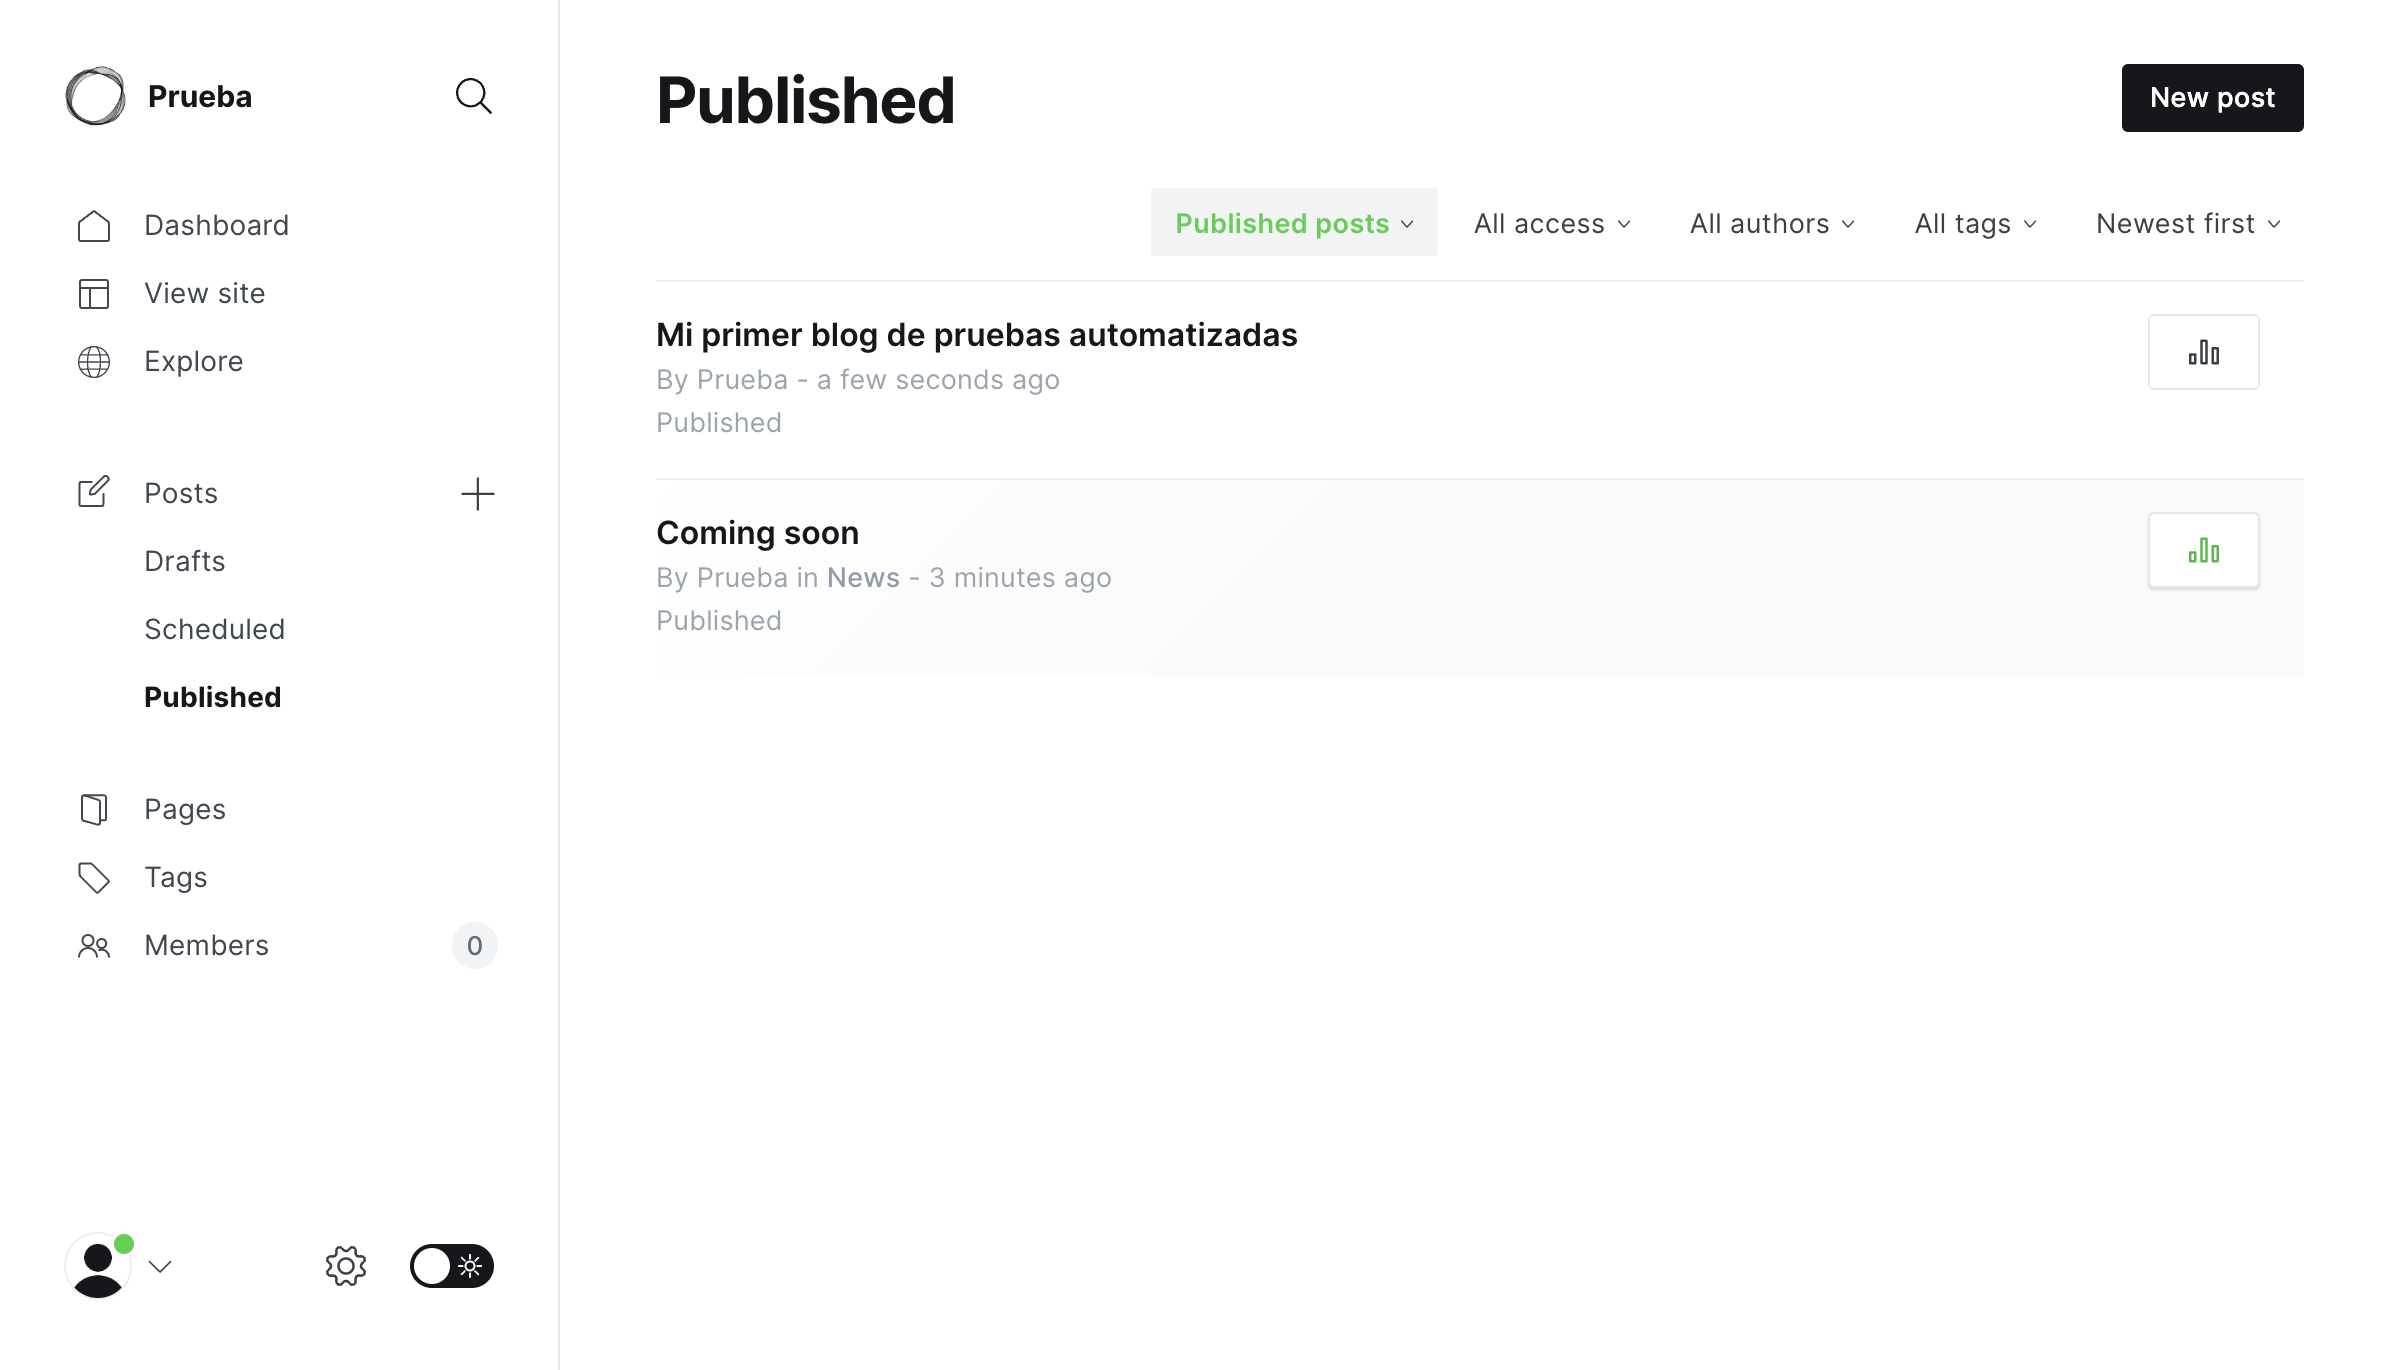 Prueba
Dashboard
View site
Explore
Posts
Drafts
Scheduled
Published
Pages
Tags
Members 0
Published
New post
Published posts All access All authors All tags Newest first
Mi primer blog de pruebas automatizadas
By Prueba - a few seconds ago
Published
Coming soon
By Prueba in News - 3 minutes ago
Published